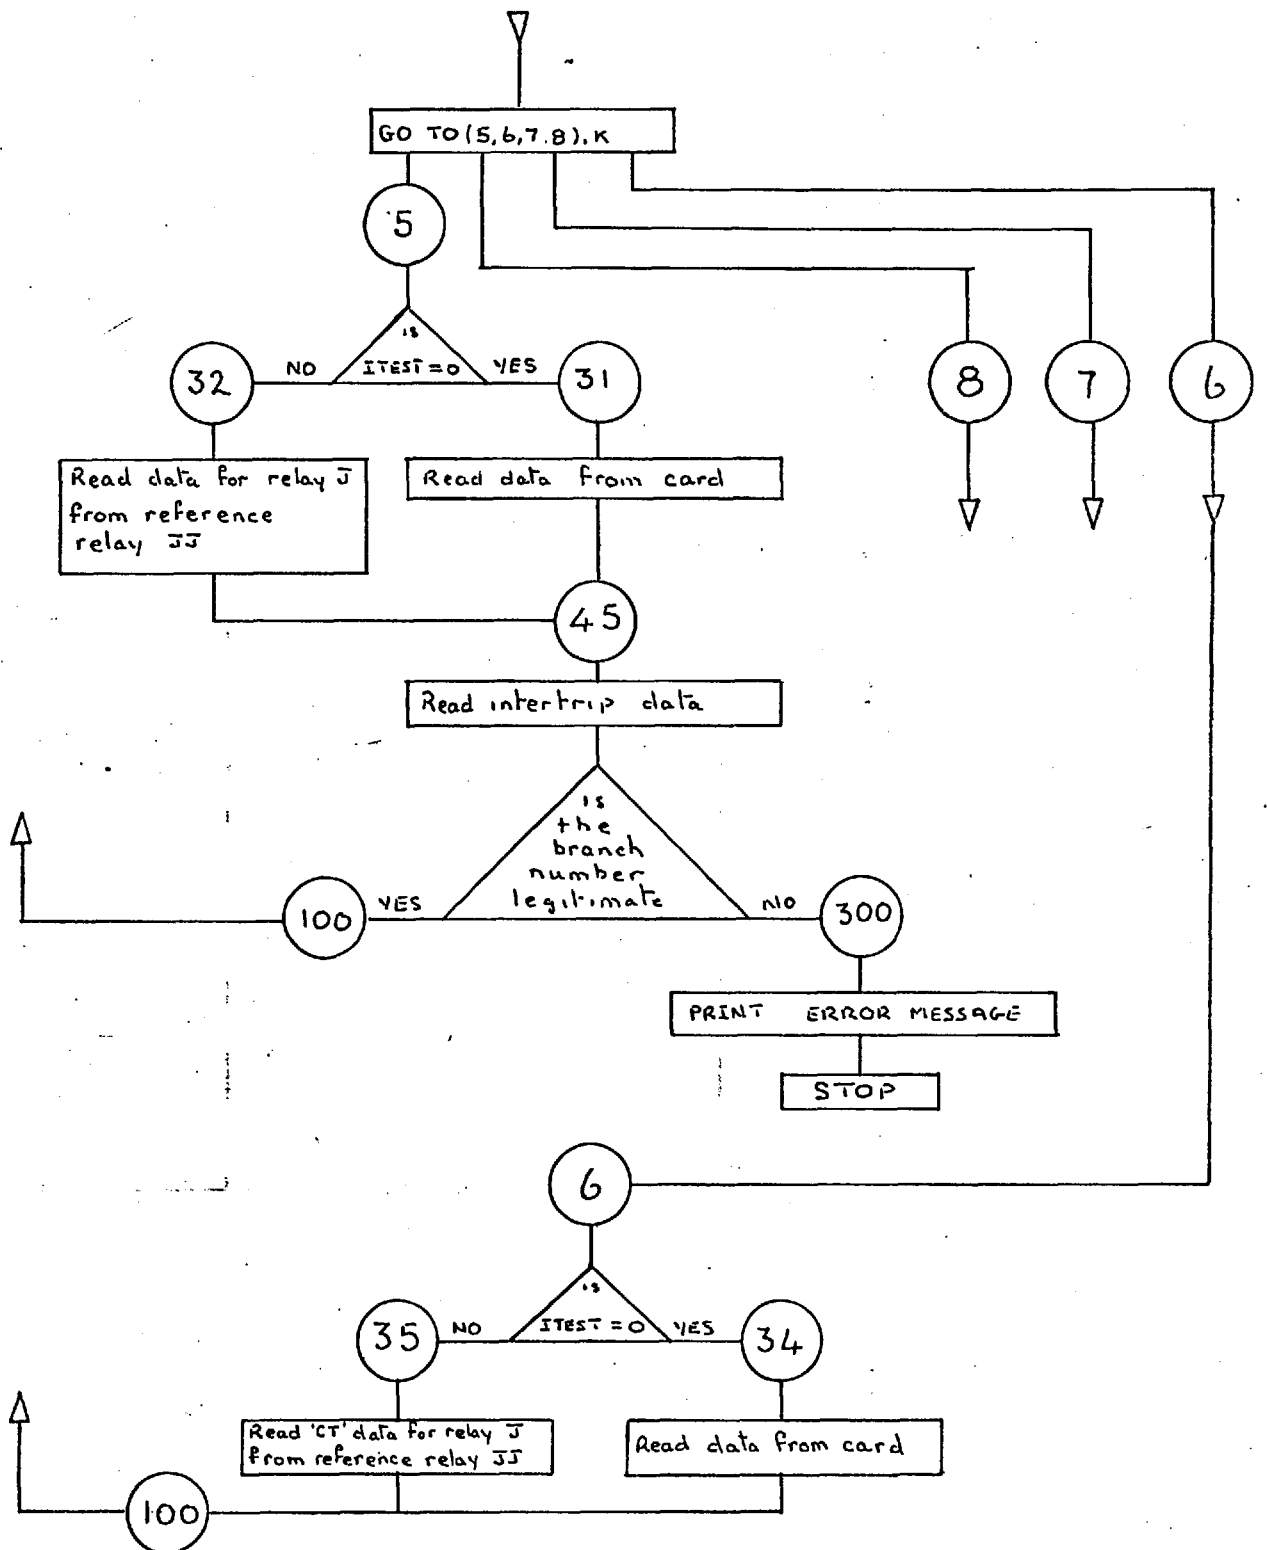 GO TO (5,6,7.8), K
5
is
ITEST = 0
NO
YES
32
31
8
7
6
Read data for relay J
from reference
relay JJ
Read data from card
45
Read intertrip data
is
the
branch
number
legitimate
YES
NO
100
300
PRINT ERROR MESSAGE
STOP
6
is
ITEST = 0
NO
YES
35
34
Read 'CT' data for relay J
from reference relay JJ
Read data from card
100